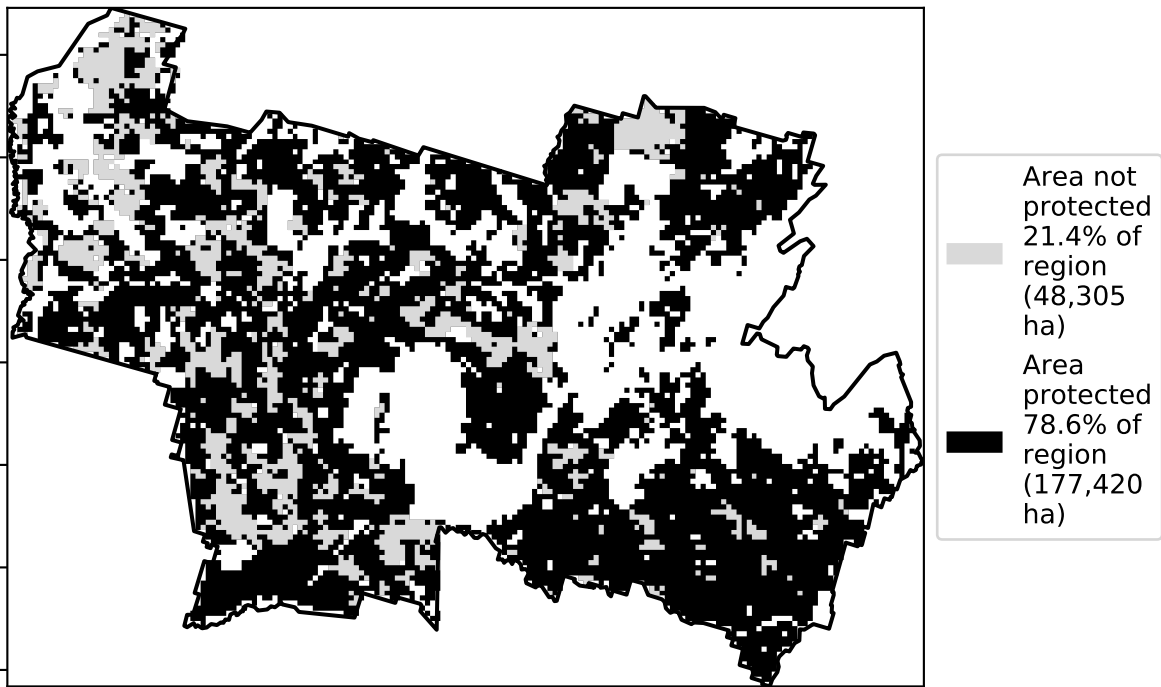 Area not
protected
21.4% of
region
(48,305
ha)
Area
protected
78.6% of
region
(177,420
ha)